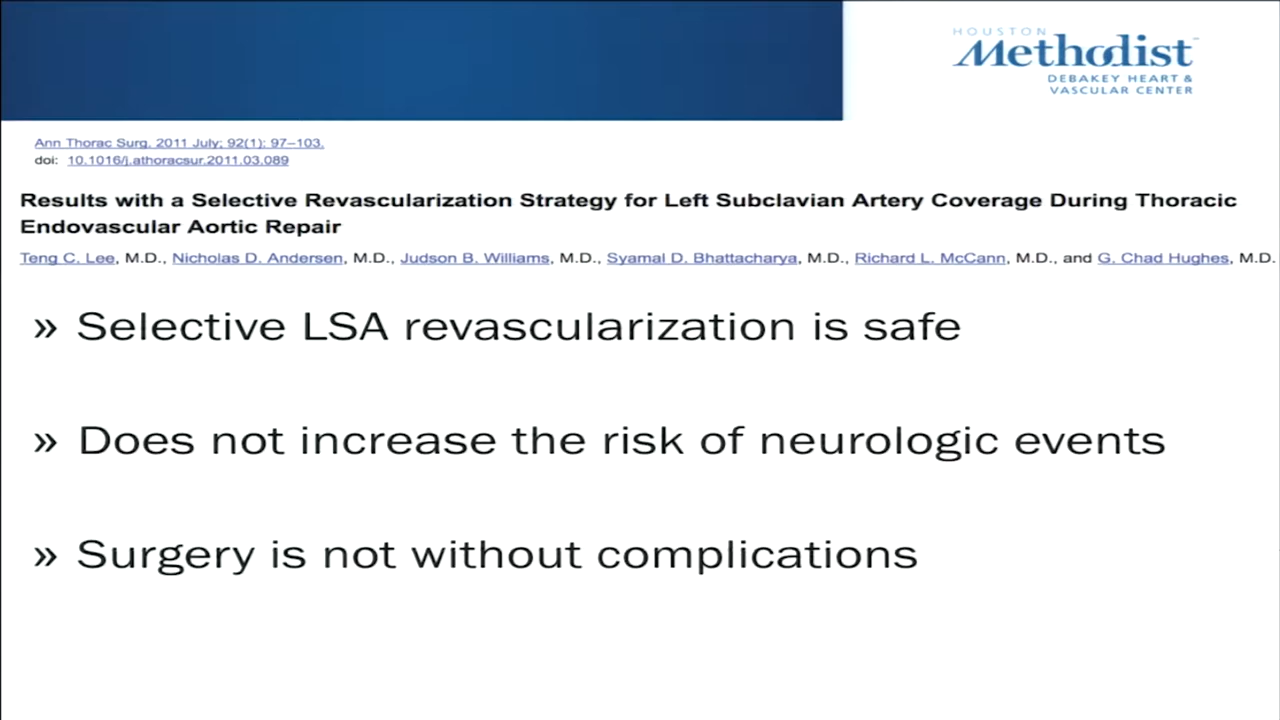 HOUSTON
Methodist
DEBAKEY HEART &
VASCULAR CENTER
Ann Thorac Surg. 2011 July; 92(1): 97–103.
doi: 10.1016/j.athoracsur.2011.03.089
Results with a Selective Revascularization Strategy for Left Subclavian Artery Coverage During Thoracic
Endovascular Aortic Repair
Teng C. Lee, M.D., Nicholas D. Andersen, M.D., Judson B. Williams, M.D., Syamal D. Bhattacharya, M.D., Richard L. McCann, M.D., and G. Chad Hughes, M.D.
» Selective LSA revascularization is safe
» Does not increase the risk of neurologic events
» Surgery is not without complications